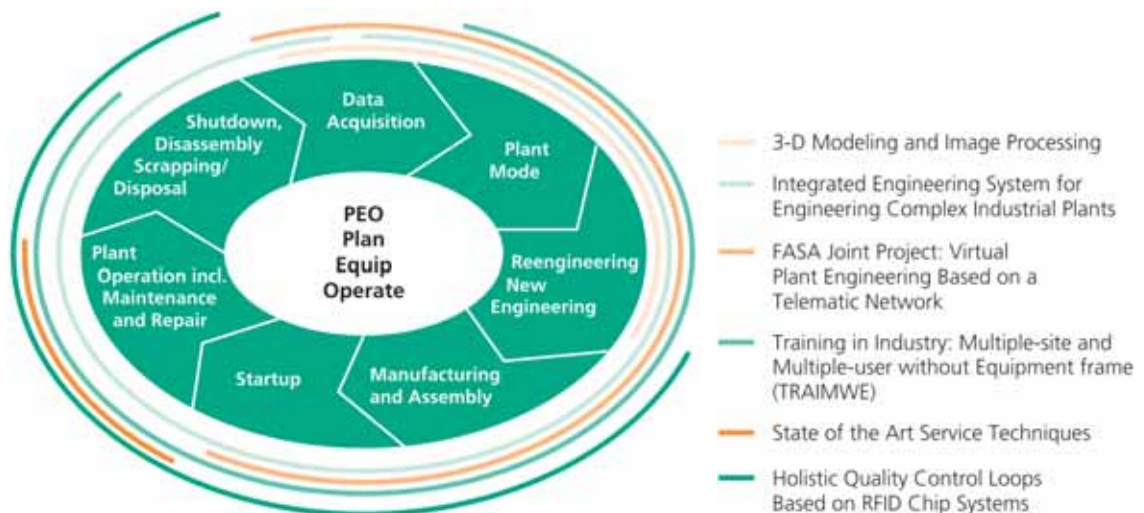 Data
Acquisition
Plant
Mode
Reengineering
New
Engineering
Manufacturing
and Assembly
Startup
Plant
Operation incl.
Maintenance
and Repair
Shutdown,
Disassembly
Scrapping/
Disposal
PEO
Plan
Equip
Operate
3-D Modeling and Image Processing
Integrated Engineering System for
Engineering Complex Industrial Plants
FASA Joint Project: Virtual
Plant Engineering Based on a
Telematic Network
Training in Industry: Multiple-site and
Multiple-user without Equipment frame
(TRAIMWE)
State of the Art Service Techniques
Holistic Quality Control Loops
Based on RFID Chip Systems